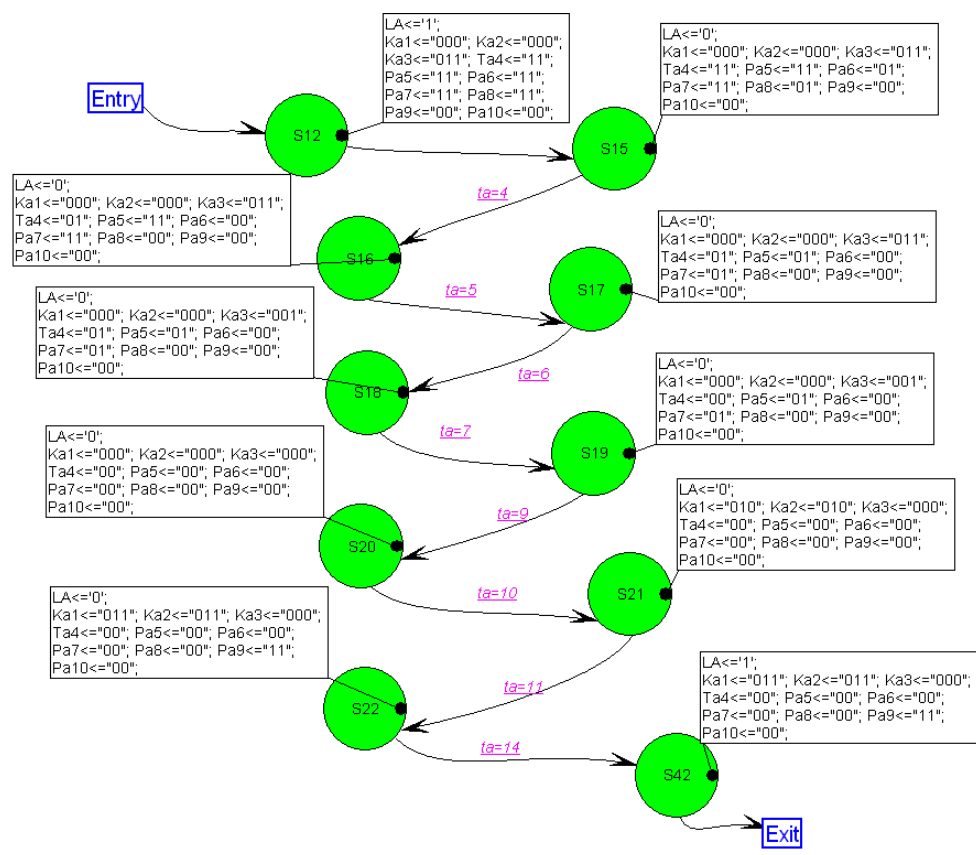 LA<='1';
Ka1<="000"; Ka2<="000";
Ka3<="011"; Ta4<="11";
Pa5<="11"; Pa6<="11";
Pa7<="11"; Pa8<="11";
Pa9<="00"; Pa10<="00";
LA<='0';
Ka1<="000"; Ka2<="000"; Ka3<="011";
Ta4<="11"; Pa5<="11"; Pa6<="01";
Pa7<="11"; Pa8<="01"; Pa9<="00";
Pa10<="00";
Entry
S12
S15
LA<='0';
Ka1<="000"; Ka2<="000"; Ka3<="011";
Ta4<="01"; Pa5<="11"; Pa6<="00";
Pa7<="11"; Pa8<="00"; Pa9<="00";
Pa10<="00";
ta=4
S16
LA<='0';
Ka1<="000"; Ka2<="000"; Ka3<="011";
Ta4<="01"; Pa5<="01"; Pa6<="00";
Pa7<="01"; Pa8<="00"; Pa9<="00";
Pa10<="00";
ta=5
S17
LA<='0';
Ka1<="000"; Ka2<="000"; Ka3<="001";
Ta4<="01"; Pa5<="01"; Pa6<="00";
Pa7<="01"; Pa8<="00"; Pa9<="00";
Pa10<="00";
ta=6
S18
LA<='0';
Ka1<="000"; Ka2<="000"; Ka3<="001";
Ta4<="00"; Pa5<="01"; Pa6<="00";
Pa7<="01"; Pa8<="00"; Pa9<="00";
Pa10<="00";
ta=7
S19
LA<='0';
Ka1<="000"; Ka2<="000"; Ka3<="000";
Ta4<="00"; Pa5<="00"; Pa6<="00";
Pa7<="00"; Pa8<="00"; Pa9<="00";
Pa10<="00";
ta=9
S20
LA<='0';
Ka1<="010"; Ka2<="010"; Ka3<="000";
Ta4<="00"; Pa5<="00"; Pa6<="00";
Pa7<="00"; Pa8<="00"; Pa9<="00";
Pa10<="00";
ta=10
S21
LA<='0';
Ka1<="011"; Ka2<="011"; Ka3<="000";
Ta4<="00"; Pa5<="00"; Pa6<="00";
Pa7<="00"; Pa8<="00"; Pa9<="11";
Pa10<="00";
ta=11
S22
LA<='1';
Ka1<="011"; Ka2<="011"; Ka3<="000";
Ta4<="00"; Pa5<="00"; Pa6<="00";
Pa7<="00"; Pa8<="00"; Pa9<="11";
Pa10<="00";
ta=14
S42
Exit